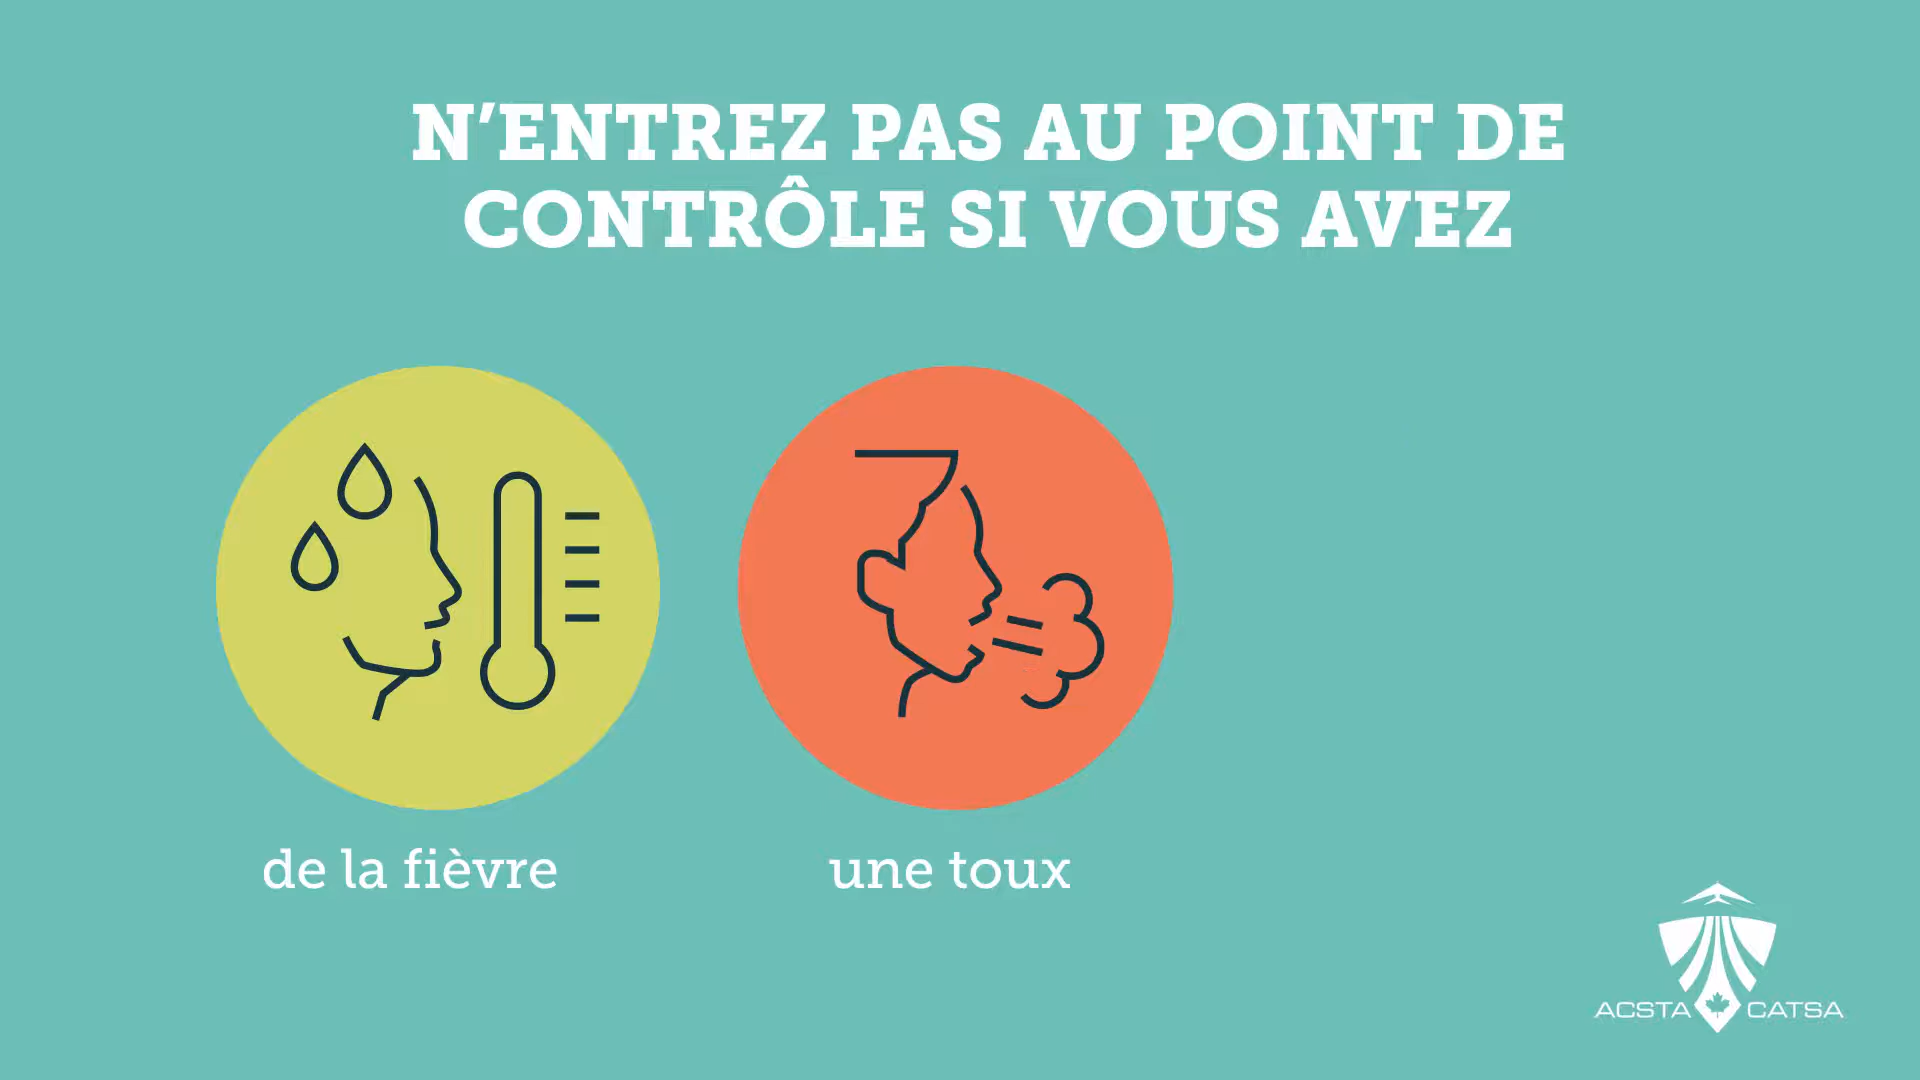 N’ENTREZ PAS AU POINT DE
CONTRÔLE SI VOUS AVEZ
de la fièvre
une toux
ACSTA CATSA